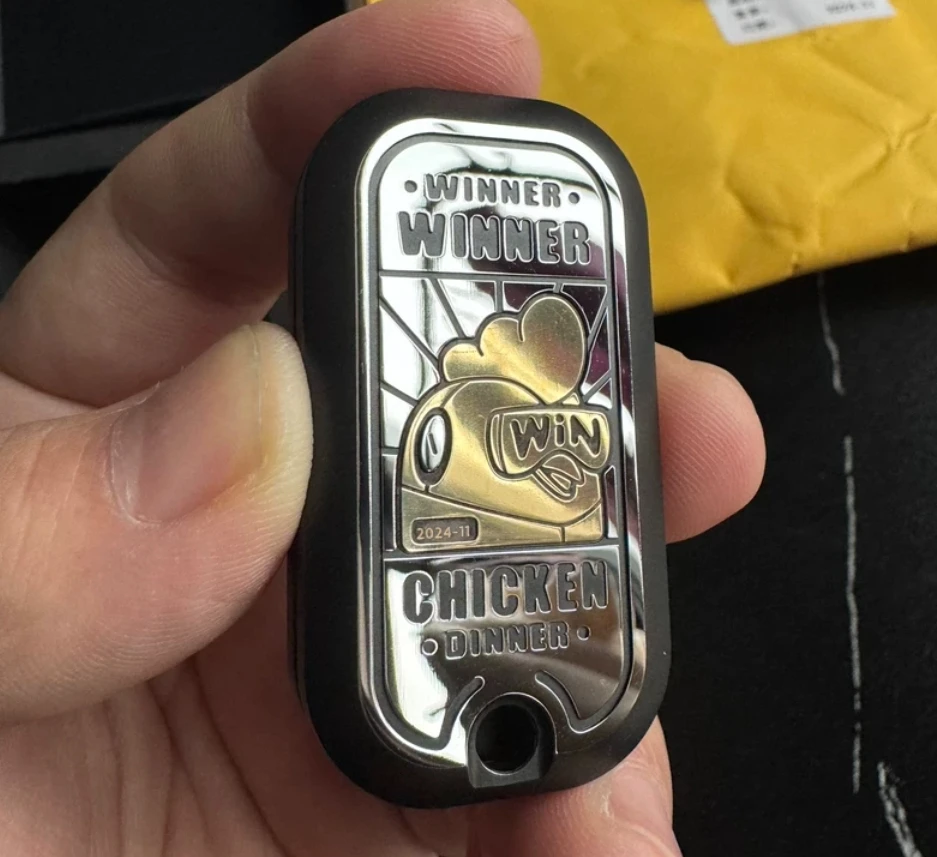 • WINNER •
WINNER
WiN
2024-11
CHICKEN
• DINNER •